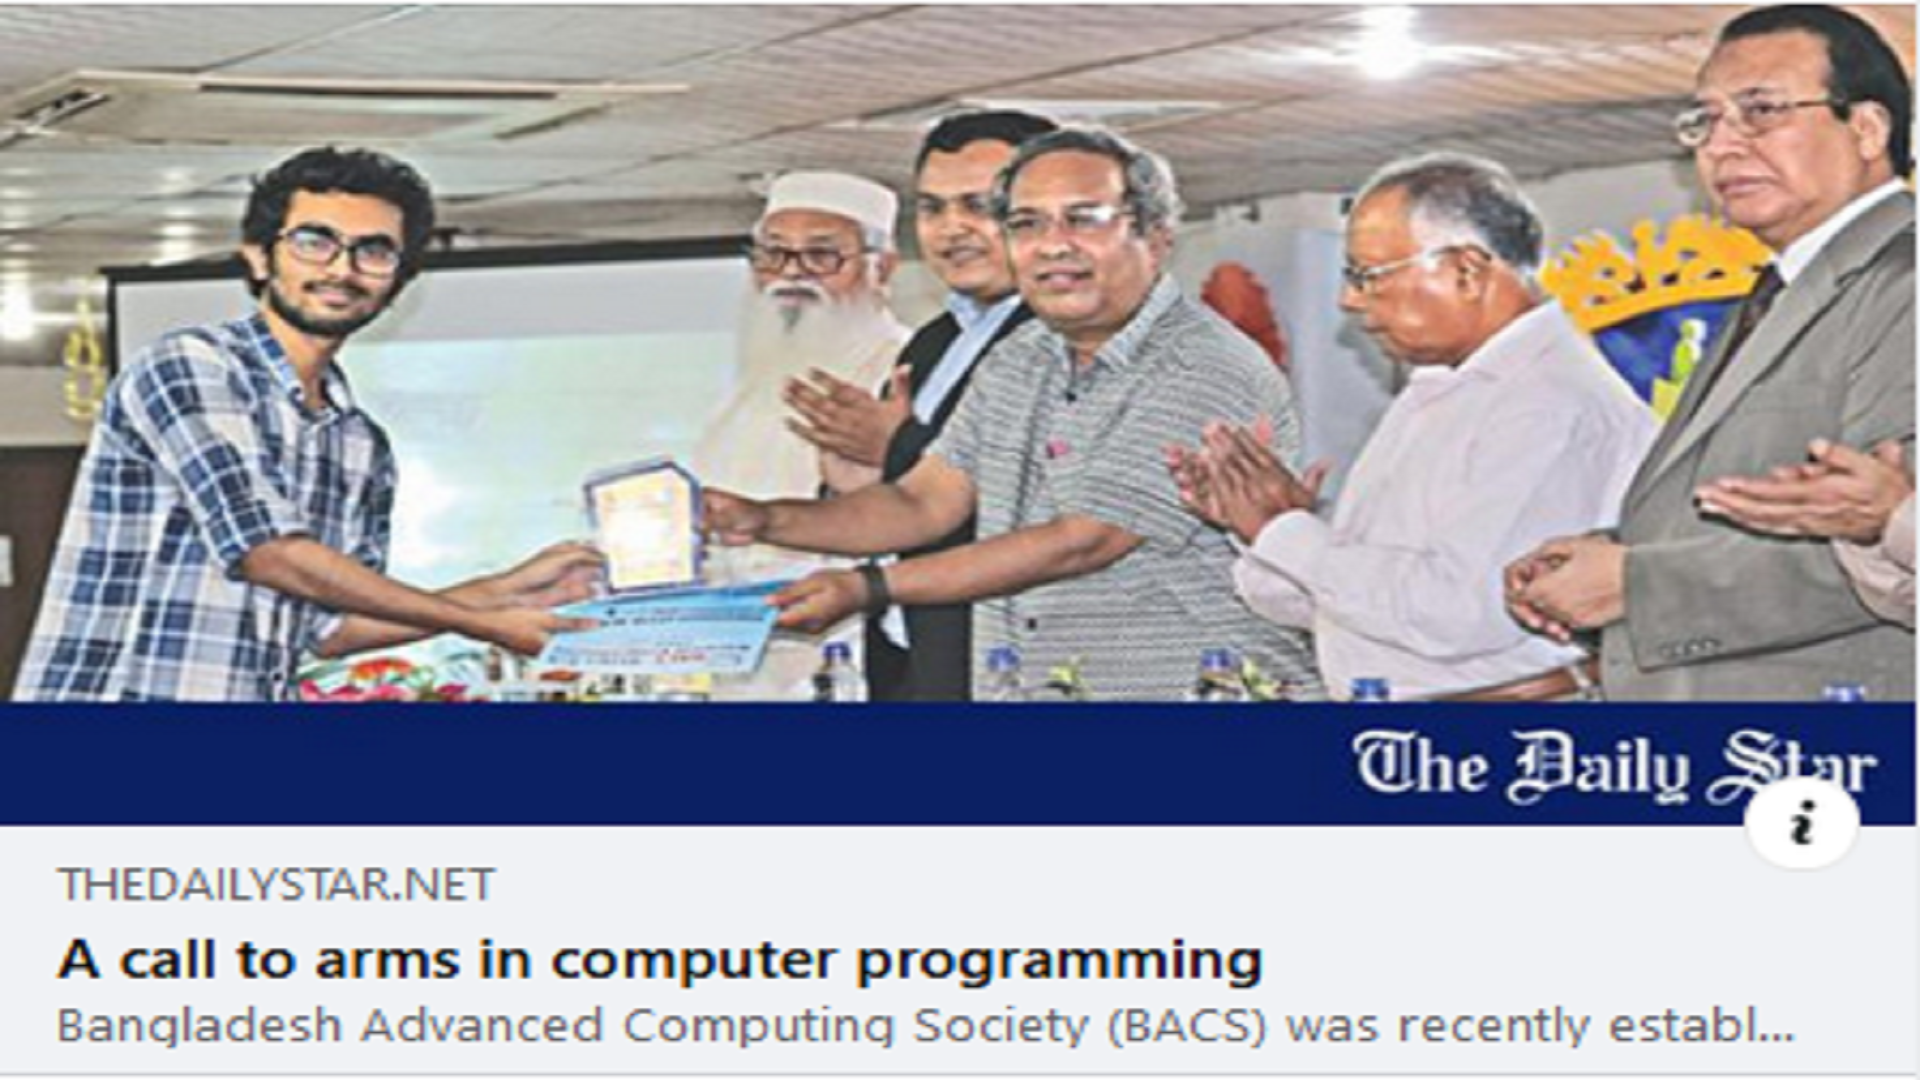 The Daily Star
i
THEDAILYSTAR.NET
A call to arms in computer programming
Bangladesh Advanced Computing Society (BACS) was recently establ...